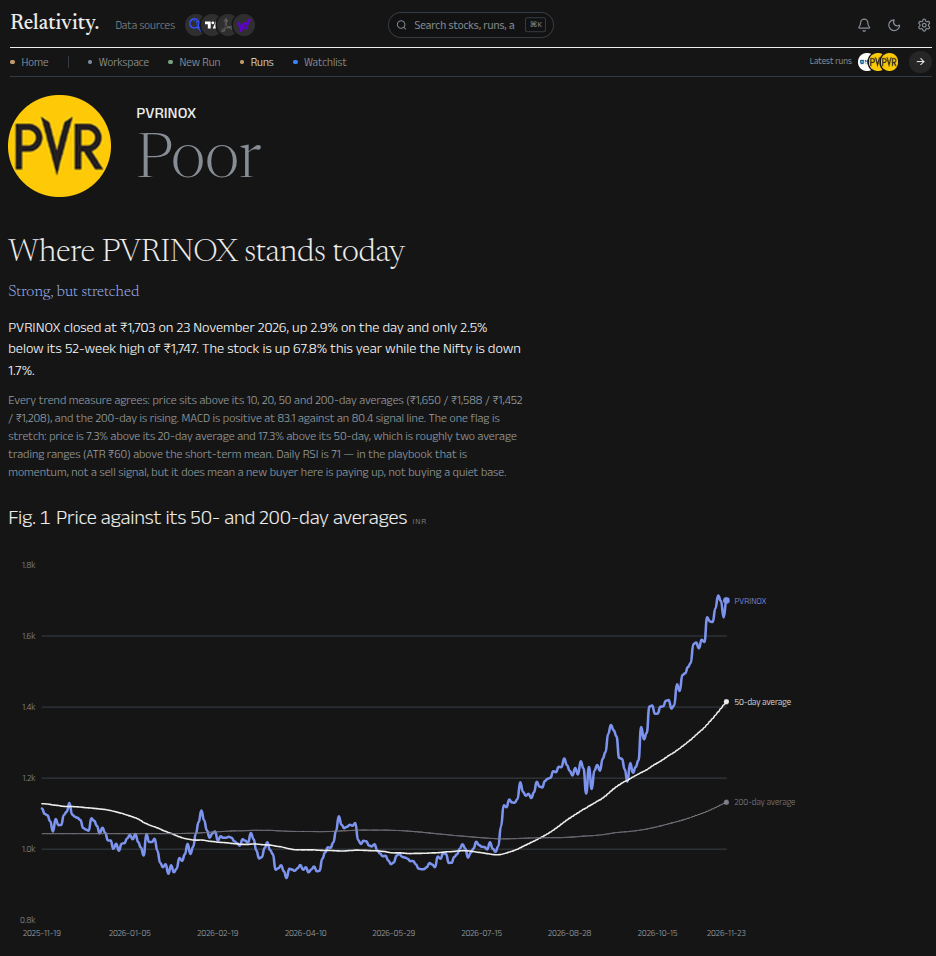 Relativity.
Data sources
Search stocks, runs, a
⌘K
Home
Workspace
New Run
Runs
Watchlist
Latest runs
PVR
PVRINOX
Poor
Where PVRINOX stands today
Strong, but stretched
PVRINOX closed at ₹1,703 on 23 November 2026, up 2.9% on the day and only 2.5%
below its 52-week high of ₹1,747. The stock is up 67.8% this year while the Nifty is down
1.7%.
Every trend measure agrees: price sits above its 10, 20, 50 and 200-day averages (₹1,650 / ₹1,588 / ₹1,452
/ ₹1,208), and the 200-day is rising. MACD is positive at 83.1 against an 80.4 signal line. The one flag is
stretch: price is 7.3% above its 20-day average and 17.3% above its 50-day, which is roughly two average
trading ranges (ATR ₹60) above the short-term mean. Daily RSI is 71 — in the playbook that is
momentum, not a sell signal, but it does mean a new buyer here is paying up, not buying a quiet base.
Fig. 1 Price against its 50- and 200-day averages INR
1.8k
PVRINOX
1.6k
1.4k
50-day average
1.2k
200-day average
1.0k
0.8k
2025-11-19 2026-01-05 2026-02-19 2026-04-10 2026-05-29 2026-07-15 2026-08-28 2026-10-15 2026-11-23